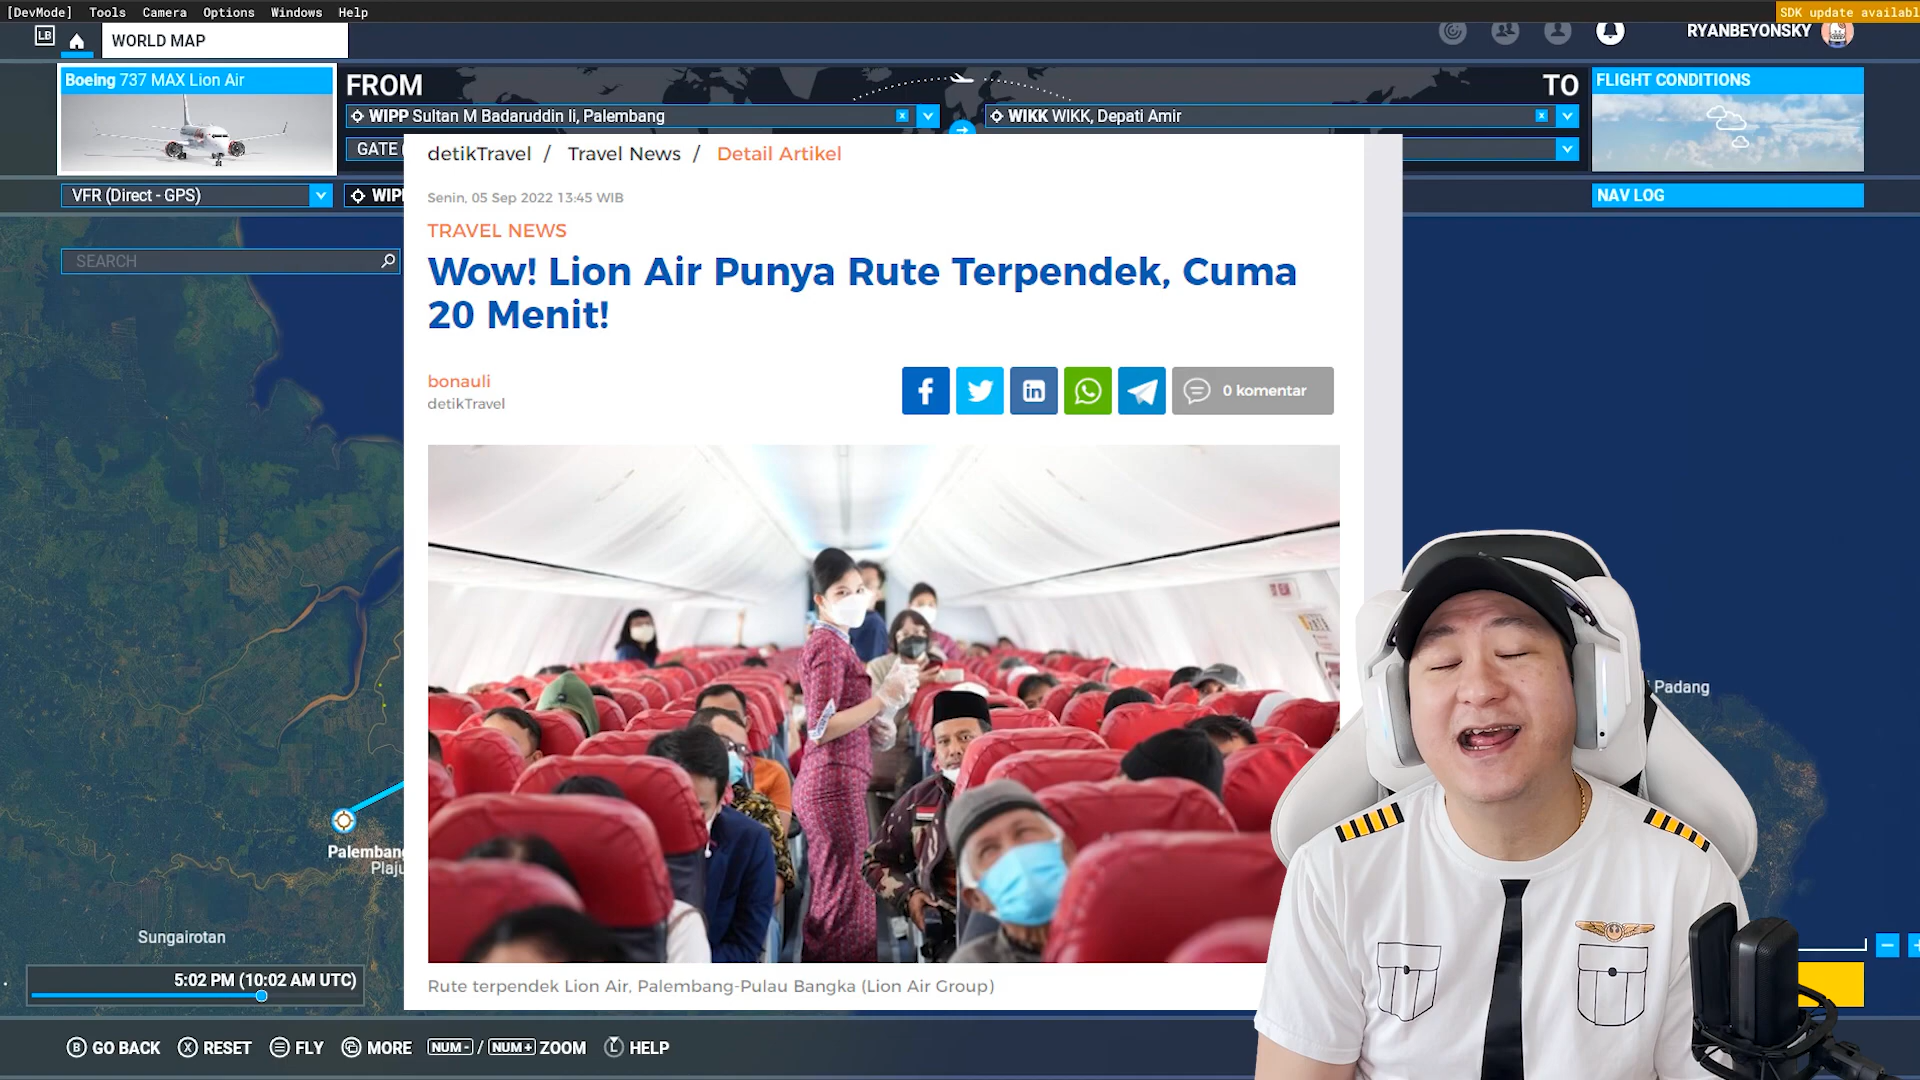 [DevMode] Tools Camera Options Windows Help
SDK update availabl
LB
WORLD MAP
RYANBEYONSKY
Boeing 737 MAX Lion Air
FROM
TO
FLIGHT CONDITIONS
WIPP Sultan M Badaruddin Ii, Palembang
WIKK WIKK, Depati Amir
GATE
VFR (Direct - GPS)
WIPP
NAV LOG
SEARCH
detikTravel / Travel News / Detail Artikel
Senin, 05 Sep 2022 13:45 WIB
TRAVEL NEWS
Wow! Lion Air Punya Rute Terpendek, Cuma
20 Menit!
bonauli
detikTravel
0 komentar
Padang
Palembang
Plaju
Sungairotan
5:02 PM (10:02 AM UTC)
Rute terpendek Lion Air, Palembang-Pulau Bangka (Lion Air Group)
B GO BACK X RESET FLY MORE NUM - / NUM + ZOOM L HELP